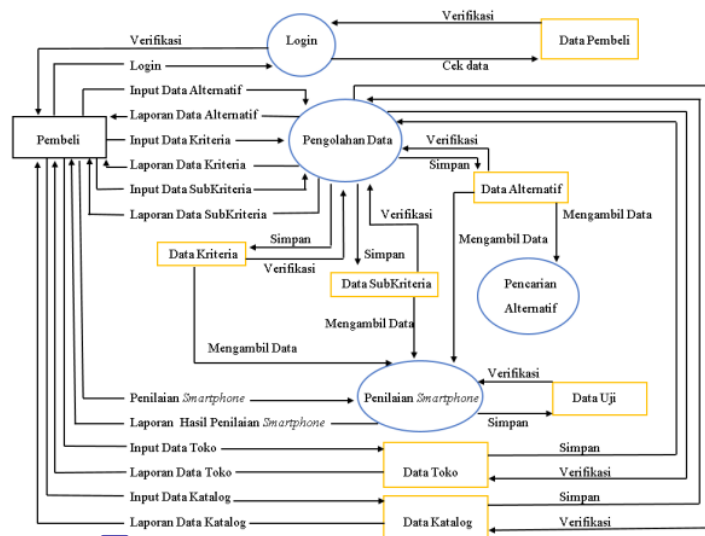 Verifikasi
Verifikasi
Login
Data Pembeli
Login
Cek data
Input Data Alternatif
Laporan Data Alternatif
Pembeli
Input Data Kriteria
Pengolahan Data
Verifikasi
Laporan Data Kriteria
Simpan
Input Data SubKriteria
Data Alternatif
Laporan Data SubKriteria
Verifikasi
Mengambil Data
Simpan
Mengambil Data
Data Kriteria
Simpan
Verifikasi
Data SubKriteria
Pencarian
Alternatif
Mengambil Data
Mengambil Data
Verifikasi
Penilaian Smartphone
Penilaian Smartphone
Data Uji
Laporan Hasil Penilaian Smartphone
Simpan
Input Data Toko
Simpan
Laporan Data Toko
Data Toko
Verifikasi
Input Data Katalog
Simpan
Laporan Data Katalog
Data Katalog
Verifikasi